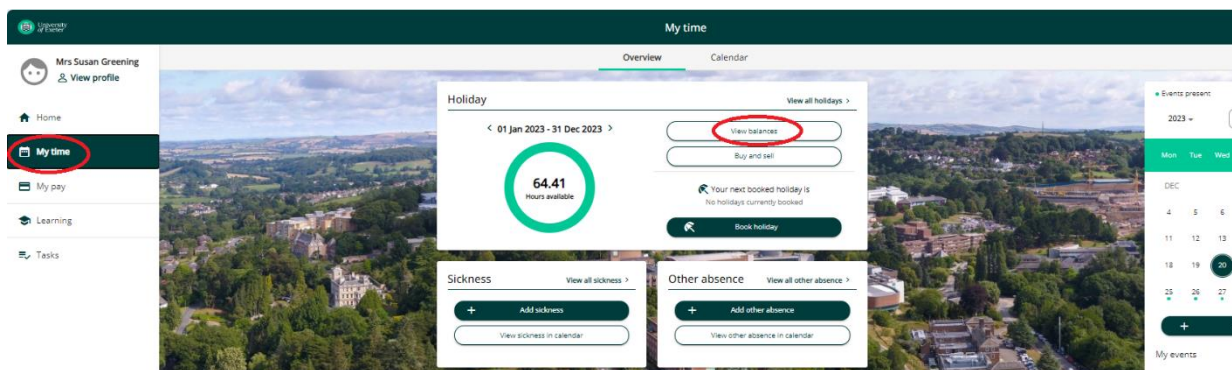 University of Exeter
My time
Mrs Susan Greening
View profile
Home
My time
My pay
Learning
Tasks
Overview
Calendar
Holiday
View all holidays >
< 01 Jan 2023 - 31 Dec 2023 >
64.41
Hours available
View balances
Buy and sell
Your next booked holiday is
No holidays currently booked
Book holiday
Sickness
View all sickness >
+ Add sickness
View sickness in calendar
Other absence
View all other absence >
+ Add other absence
View other absence in calendar
Events present
2023
Mon Tue Wed
DEC
4 5 6
11 12 13
18 19 20
25 26 27
+
My events